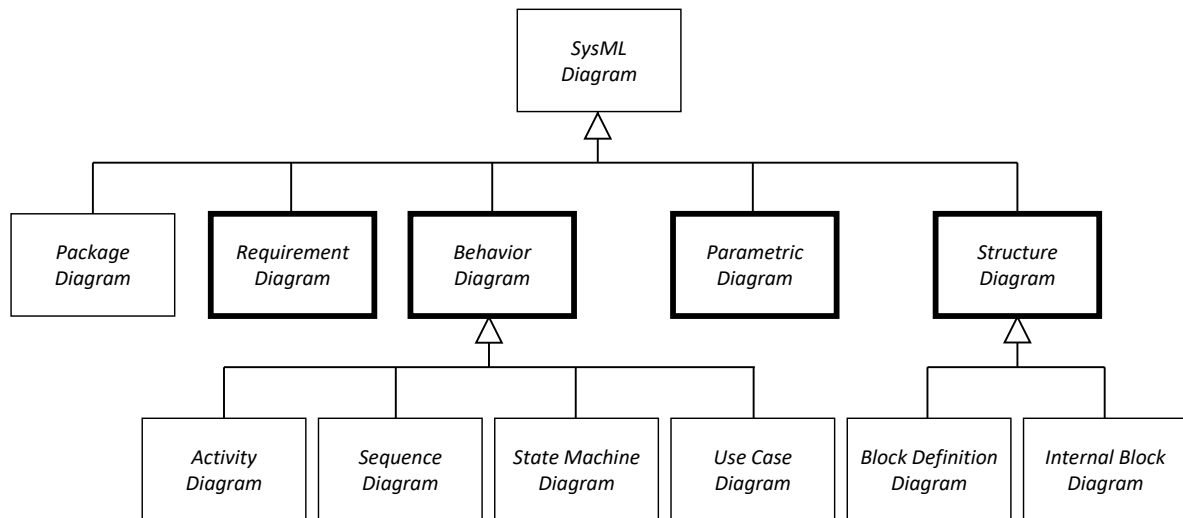 SysML
Diagram
Package
Diagram
Requirement
Diagram
Behavior
Diagram
Parametric
Diagram
Structure
Diagram
Activity
Diagram
Sequence
Diagram
State Machine
Diagram
Use Case
Diagram
Block Definition
Diagram
Internal Block
Diagram